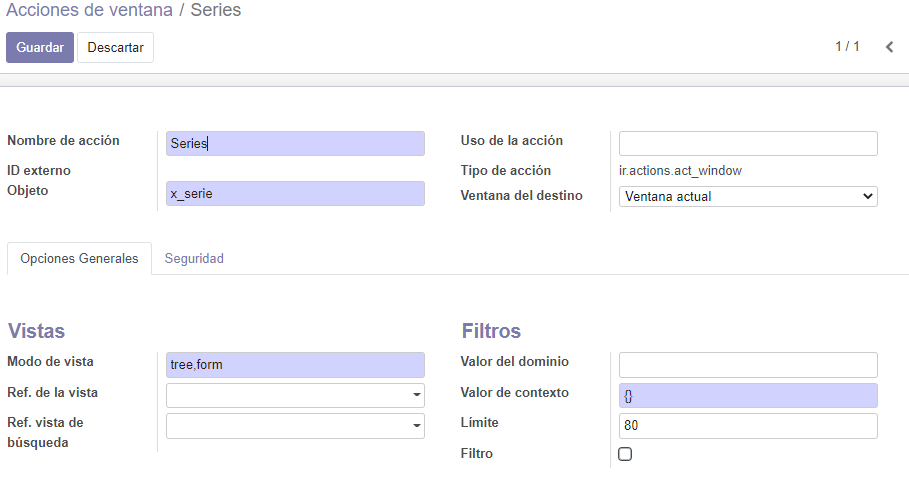 Acciones de ventana / Series
Guardar Descartar 1 / 1
Nombre de acción Series Uso de la acción
ID externo Tipo de acción ir.actions.act_window
Objeto x_serie Ventana del destino Ventana actual
Opciones Generales Seguridad
Vistas Filtros
Modo de vista tree,form Valor del dominio
Ref. de la vista Valor de contexto {}
Ref. vista de búsqueda Límite 80
Filtro